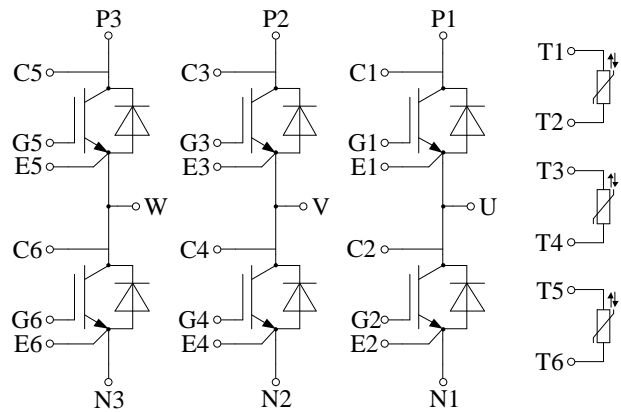 P3 P2 P1
C5 C3 C1 T1
G5 G3 G1 T2
E5 E3 E1 T3
W V U
C6 C4 C2 T4
T5
G6 G4 G2
E6 E4 E2 T6
N3 N2 N1